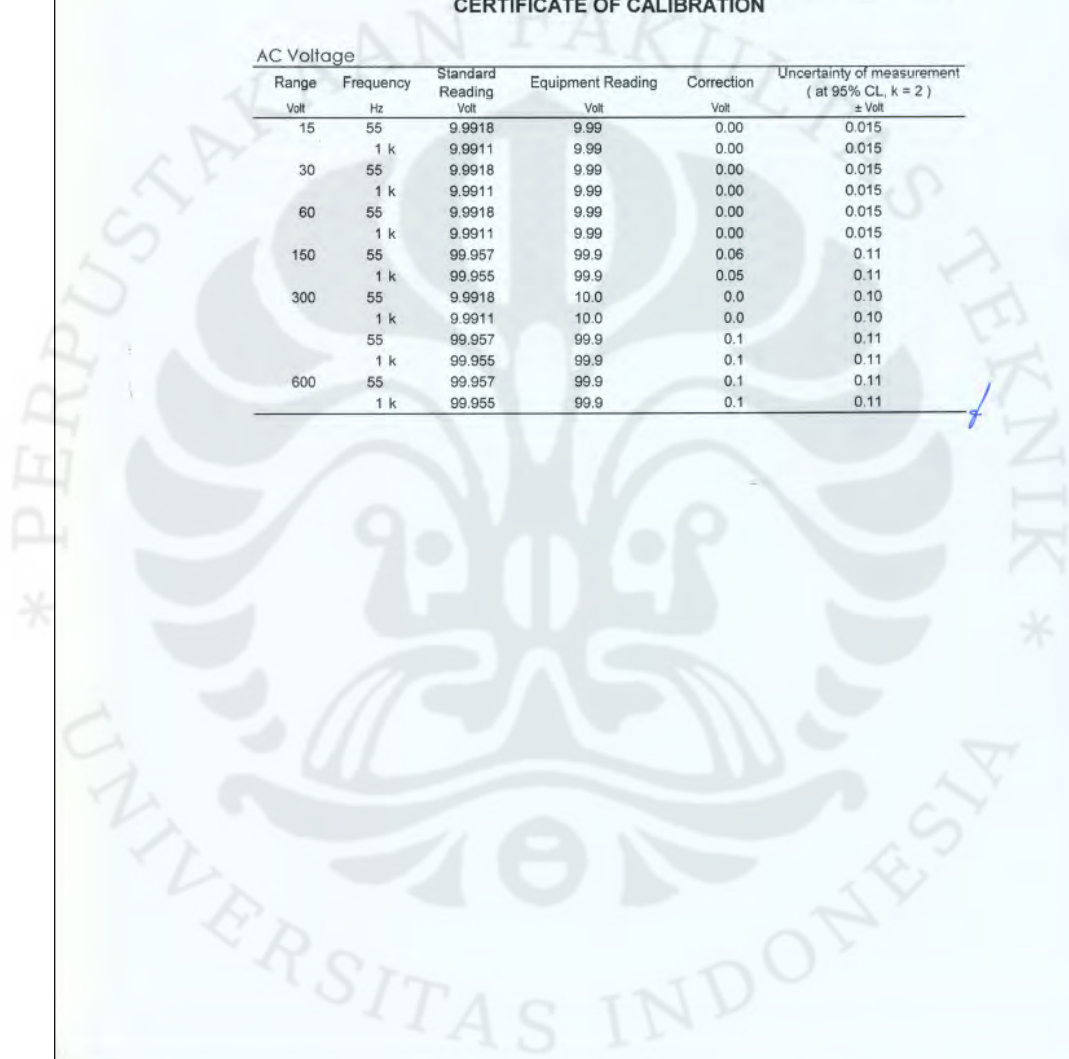 CERTIFICATE OF CALIBRATION
AC Voltage
Range Frequency Standard Reading Equipment Reading Correction Uncertainty of measurement ( at 95% CL, k = 2 )
Volt Hz Volt Volt Volt ± Volt
15 55 9.9918 9.99 0.00 0.015
1 k 9.9911 9.99 0.00 0.015
30 55 9.9918 9.99 0.00 0.015
1 k 9.9911 9.99 0.00 0.015
60 55 9.9918 9.99 0.00 0.015
1 k 9.9911 9.99 0.00 0.015
150 55 99.957 99.9 0.06 0.11
1 k 99.955 99.9 0.05 0.11
300 55 9.9918 10.0 0.0 0.10
1 k 9.9911 10.0 0.0 0.10
55 99.957 99.9 0.1 0.11
1 k 99.955 99.9 0.1 0.11
600 55 99.957 99.9 0.1 0.11
1 k 99.955 99.9 0.1 0.11
* PERPUSTAKAAN FAKULTAS TEKNIK *
UNIVERSITAS INDONESIA